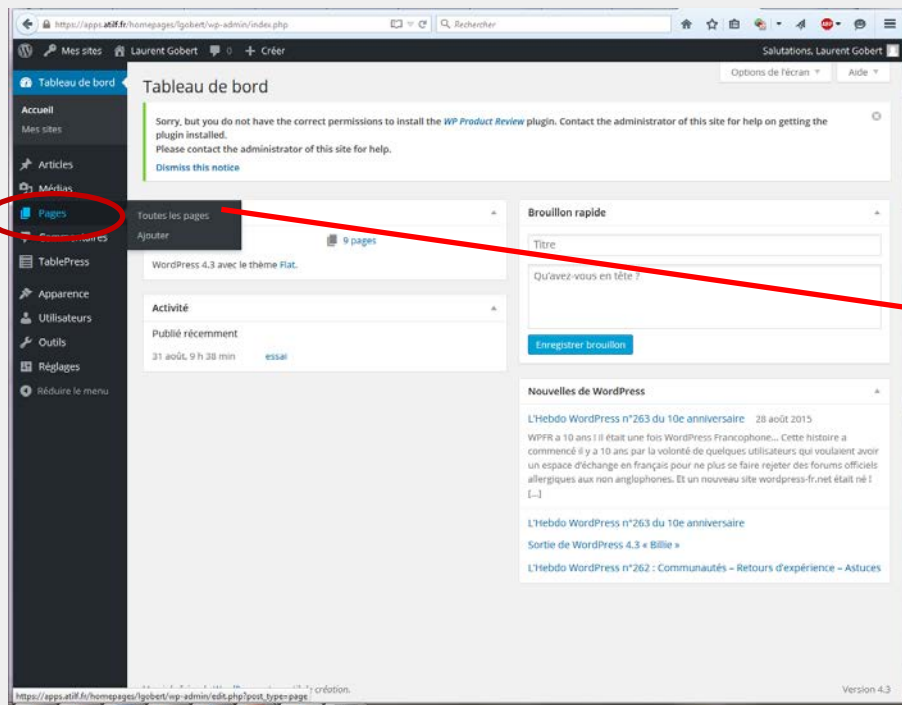 https://apps.atilf.fr/homepages/lgobert/wp-admin/index.php
Rechercher
Mes sites
Laurent Gobert
0
+ Créer
Salutations, Laurent Gobert
Options de l'écran
Aide
Tableau de bord
Accueil
Mes sites
Articles
Médias
Pages
Commentaires
TablePress
Apparence
Utilisateurs
Outils
Réglages
Réduire le menu
Toutes les pages
Ajouter
Tableau de bord
Sorry, but you do not have the correct permissions to install the WP Product Review plugin. Contact the administrator of this site for help on getting the
plugin installed.
Please contact the administrator of this site for help.
Dismiss this notice
9 pages
WordPress 4.3 avec le thème Flat.
Activité
Publié récemment
31 août, 9 h 38 min essai
Brouillon rapide
Titre
Qu'avez-vous en tête ?
Enregistrer brouillon
Nouvelles de WordPress
L'Hebdo WordPress n°263 du 10e anniversaire 28 août 2015
WPFR a 10 ans ! Il était une fois WordPress Francophone... Cette histoire a
commencé il y a 10 ans par la volonté de quelques utilisateurs qui voulaient avoir
un espace d'échange en français pour ne plus se faire rejeter des forums officiels
allergiques aux non anglophones. Et un nouveau site wordpress-fr.net était né !
[...]
L'Hebdo WordPress n°263 du 10e anniversaire
Sortie de WordPress 4.3 « Billie »
L'Hebdo WordPress n°262 : Communautés – Retours d'expérience – Astuces
création.
Version 4.3
https://apps.atilf.fr/homepages/lgobert/wp-admin/edit.php?post_type=page